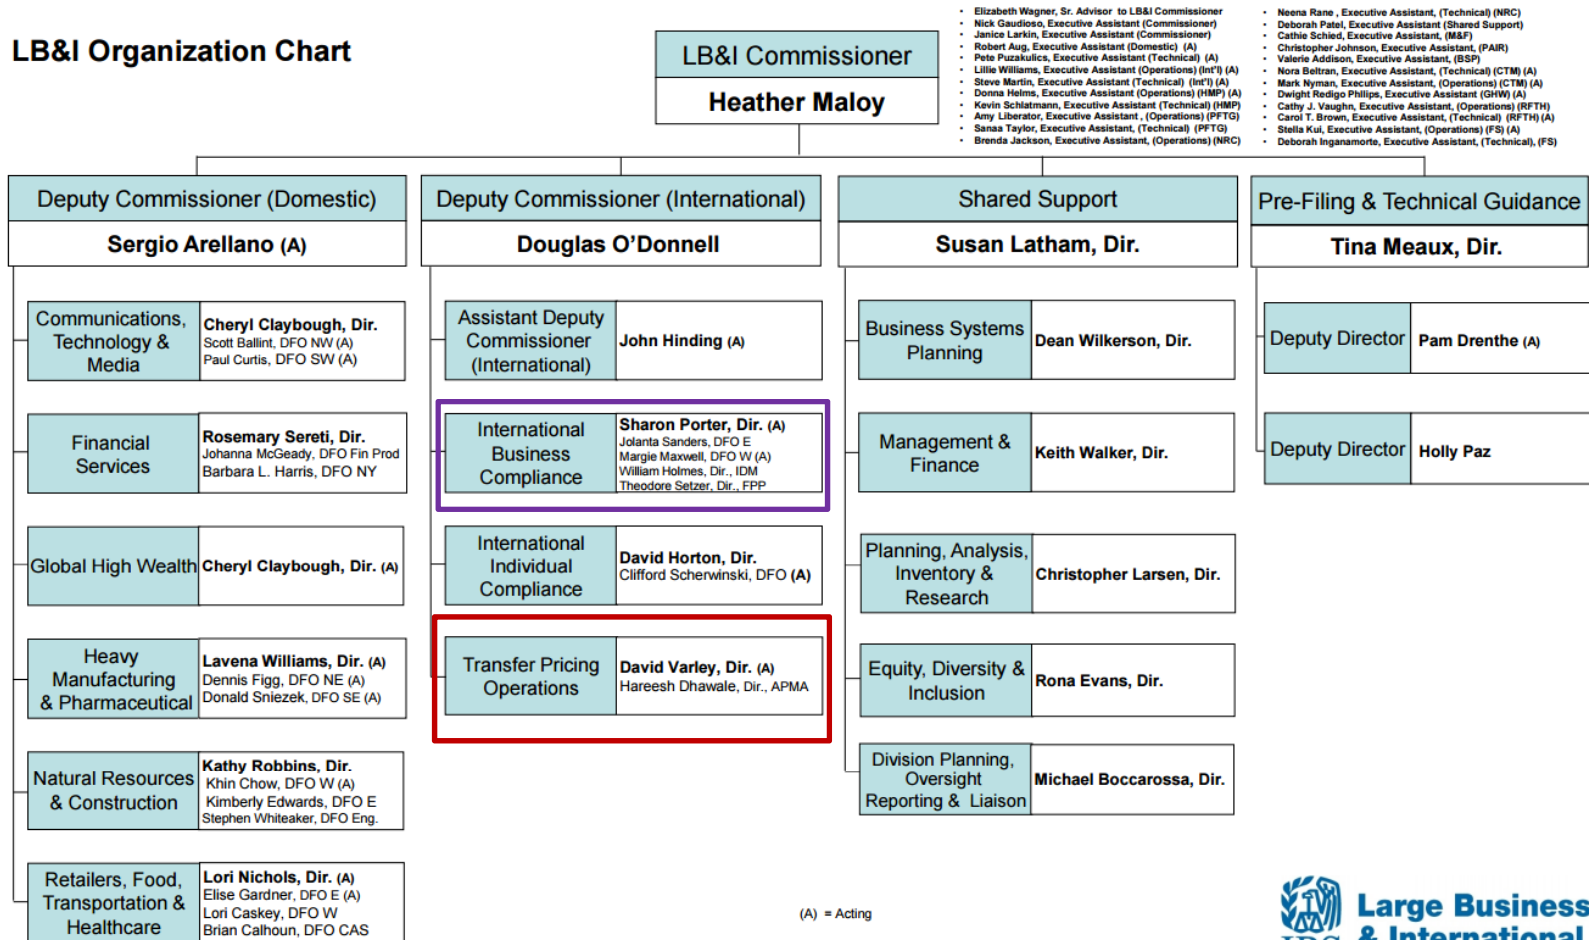 LB&I Organization Chart
LB&I Commissioner
Heather Maloy
• Elizabeth Wagner, Sr. Advisor to LB&I Commissioner
• Nick Gaudioso, Executive Assistant (Commissioner)
• Janice Larkin, Executive Assistant (Commissioner)
• Robert Aug, Executive Assistant (Domestic) (A)
• Pete Puzakulics, Executive Assistant (Technical) (A)
• Lillie Williams, Executive Assistant (Operations) (Int'l) (A)
• Steve Martin, Executive Assistant (Technical) (Int'l) (A)
• Donna Helms, Executive Assistant (Operations) (HMP) (A)
• Kevin Schlatmann, Executive Assistant (Technical) (HMP)
• Amy Liberator, Executive Assistant , (Operations) (PFTG)
• Sanaa Taylor, Executive Assistant, (Technical) (PFTG)
• Brenda Jackson, Executive Assistant, (Operations) (NRC)
• Neena Rane , Executive Assistant, (Technical) (NRC)
• Deborah Patel, Executive Assistant (Shared Support)
• Cathie Schied, Executive Assistant, (M&F)
• Christopher Johnson, Executive Assistant, (PAIR)
• Valerie Addison, Executive Assistant, (BSP)
• Nora Beltran, Executive Assistant, (Technical) (CTM) (A)
• Mark Nyman, Executive Assistant, (Operations) (CTM) (A)
• Dwight Redigo Phllips, Executive Assistant (GHW) (A)
• Cathy J. Vaughn, Executive Assistant, (Operations) (RFTH)
• Carol T. Brown, Executive Assistant, (Technical) (RFTH) (A)
• Stella Kui, Executive Assistant, (Operations) (FS) (A)
• Deborah Inganamorte, Executive Assistant, (Technical), (FS)
Deputy Commissioner (Domestic)
Sergio Arellano (A)
Communications,
Technology &
Media
Cheryl Claybough, Dir.
Scott Ballint, DFO NW (A)
Paul Curtis, DFO SW (A)
Financial
Services
Rosemary Sereti, Dir.
Johanna McGeady, DFO Fin Prod
Barbara L. Harris, DFO NY
Global High Wealth
Cheryl Claybough, Dir. (A)
Heavy
Manufacturing
& Pharmaceutical
Lavena Williams, Dir. (A)
Dennis Figg, DFO NE (A)
Donald Sniezek, DFO SE (A)
Natural Resources
& Construction
Kathy Robbins, Dir.
Khin Chow, DFO W (A)
Kimberly Edwards, DFO E
Stephen Whiteaker, DFO Eng.
Retailers, Food,
Transportation &
Healthcare
Lori Nichols, Dir. (A)
Elise Gardner, DFO E (A)
Lori Caskey, DFO W
Brian Calhoun, DFO CAS
Deputy Commissioner (International)
Douglas O'Donnell
Assistant Deputy
Commissioner
(International)
John Hinding (A)
International
Business
Compliance
Sharon Porter, Dir. (A)
Jolanta Sanders, DFO E
Margie Maxwell, DFO W (A)
William Holmes, Dir., IDM
Theodore Setzer, Dir., FPP
International
Individual
Compliance
David Horton, Dir.
Clifford Scherwinski, DFO (A)
Transfer Pricing
Operations
David Varley, Dir. (A)
Hareesh Dhawale, Dir., APMA
Shared Support
Susan Latham, Dir.
Business Systems
Planning
Dean Wilkerson, Dir.
Management &
Finance
Keith Walker, Dir.
Planning, Analysis,
Inventory &
Research
Christopher Larsen, Dir.
Equity, Diversity &
Inclusion
Rona Evans, Dir.
Division Planning,
Oversight
Reporting & Liaison
Michael Boccarossa, Dir.
Pre-Filing & Technical Guidance
Tina Meaux, Dir.
Deputy Director
Pam Drenthe (A)
Deputy Director
Holly Paz
(A) = Acting
IRS
Large Business
& International